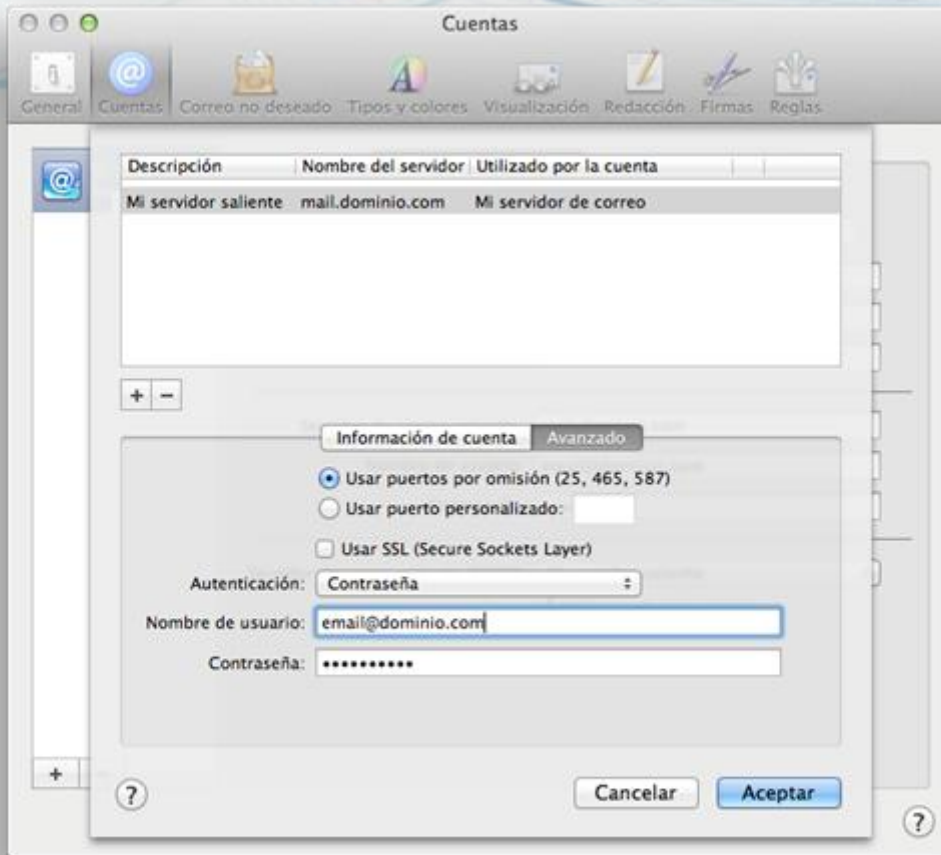 Cuentas
General Cuentas Correo no deseado Tipos y colores Visualización Redacción Firmas Reglas
Descripción Nombre del servidor Utilizado por la cuenta
Mi servidor saliente mail.dominio.com Mi servidor de correo
+ −
Información de cuenta Avanzado
Usar puertos por omisión (25, 465, 587)
Usar puerto personalizado:
Usar SSL (Secure Sockets Layer)
Autenticación: Contraseña
Nombre de usuario: email@dominio.com
Contraseña: ••••••••••
+
? Cancelar Aceptar
?